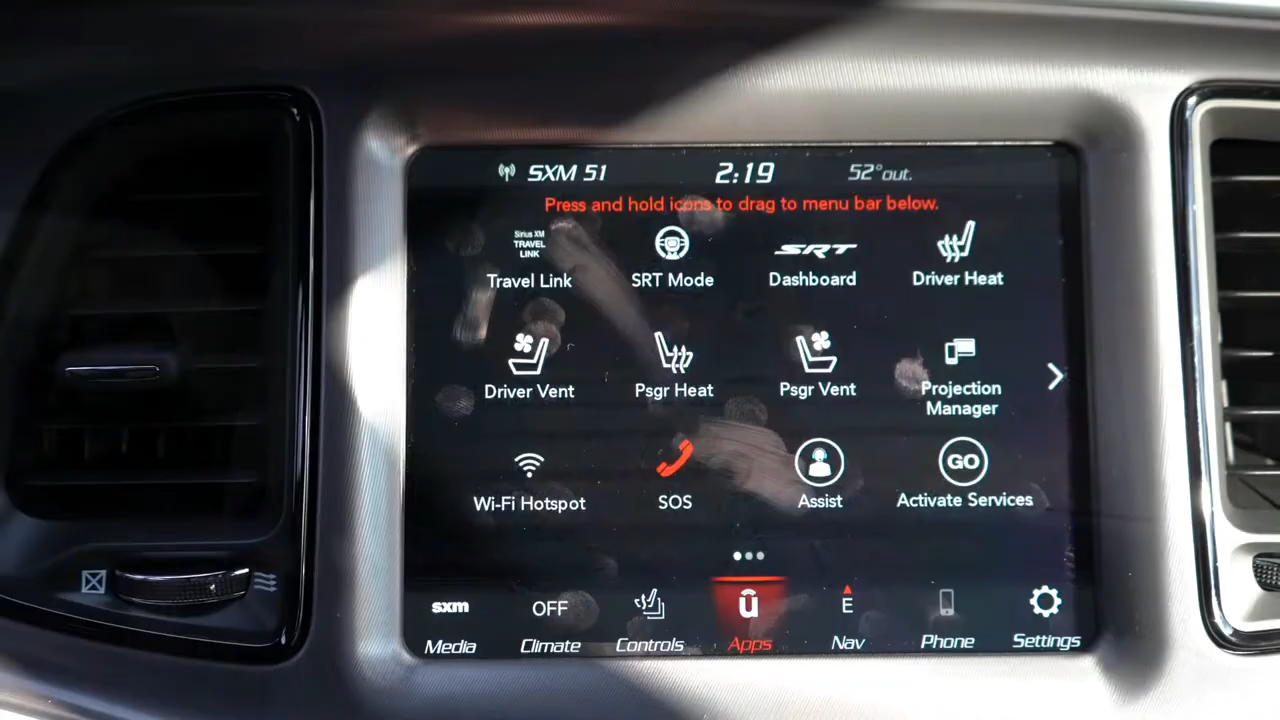 SXM 51 2:19 52° out.
Press and hold icons to drag to menu bar below.
Sirius XM
TRAVEL
LINK
SRT
Travel Link SRT Mode Dashboard Driver Heat
Driver Vent Psgr Heat Psgr Vent Projection
Manager
GO
Wi-Fi Hotspot SOS Assist Activate Services
sxm OFF ū E
Media Climate Controls Apps Nav Phone Settings